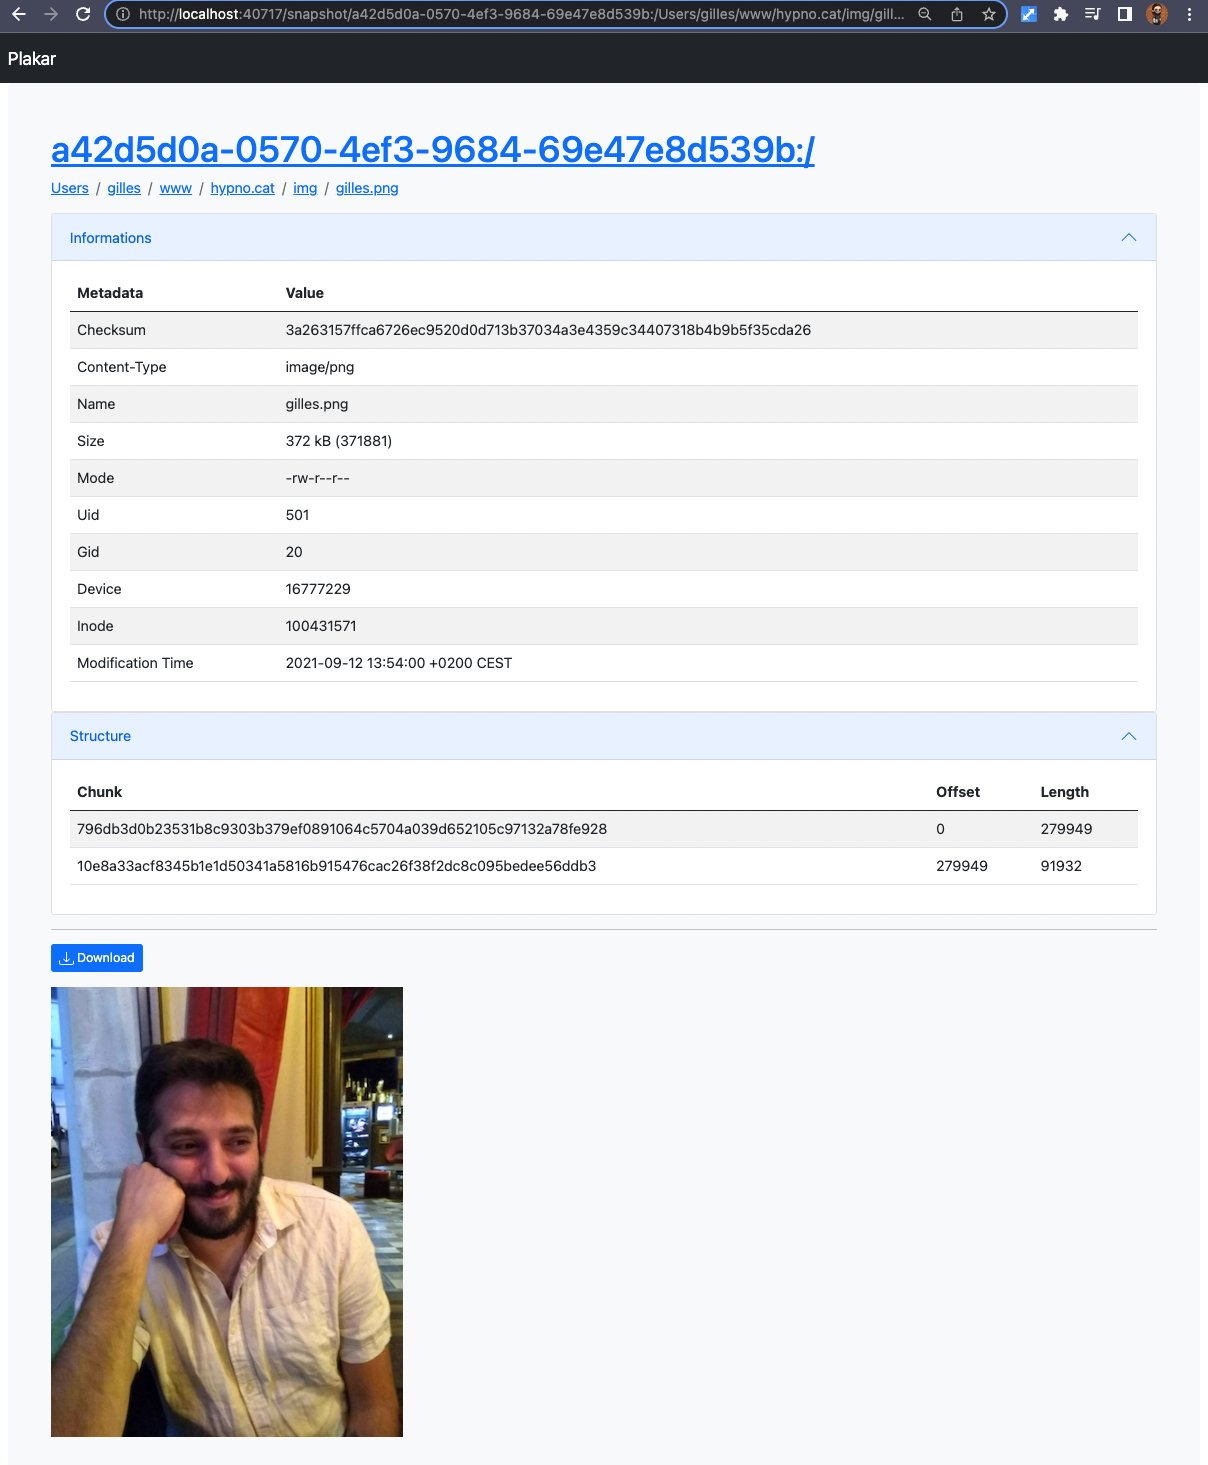 http://localhost:40717/snapshot/a42d5d0a-0570-4ef3-9684-69e47e8d539b:/Users/gilles/www/hypno.cat/img/gill...
Plakar
a42d5d0a-0570-4ef3-9684-69e47e8d539b:/
Users / gilles / www / hypno.cat / img / gilles.png
Informations
Metadata Value
Checksum 3a263157ffca6726ec9520d0d713b37034a3e4359c34407318b4b9b5f35cda26
Content-Type image/png
Name gilles.png
Size 372 kB (371881)
Mode -rw-r--r--
Uid 501
Gid 20
Device 16777229
Inode 100431571
Modification Time 2021-09-12 13:54:00 +0200 CEST
Structure
Chunk Offset Length
796db3d0b23531b8c9303b379ef0891064c5704a039d652105c97132a78fe928 0 279949
10e8a33acf8345b1e1d50341a5816b915476cac26f38f2dc8c095bedee56ddb3 279949 91932
Download